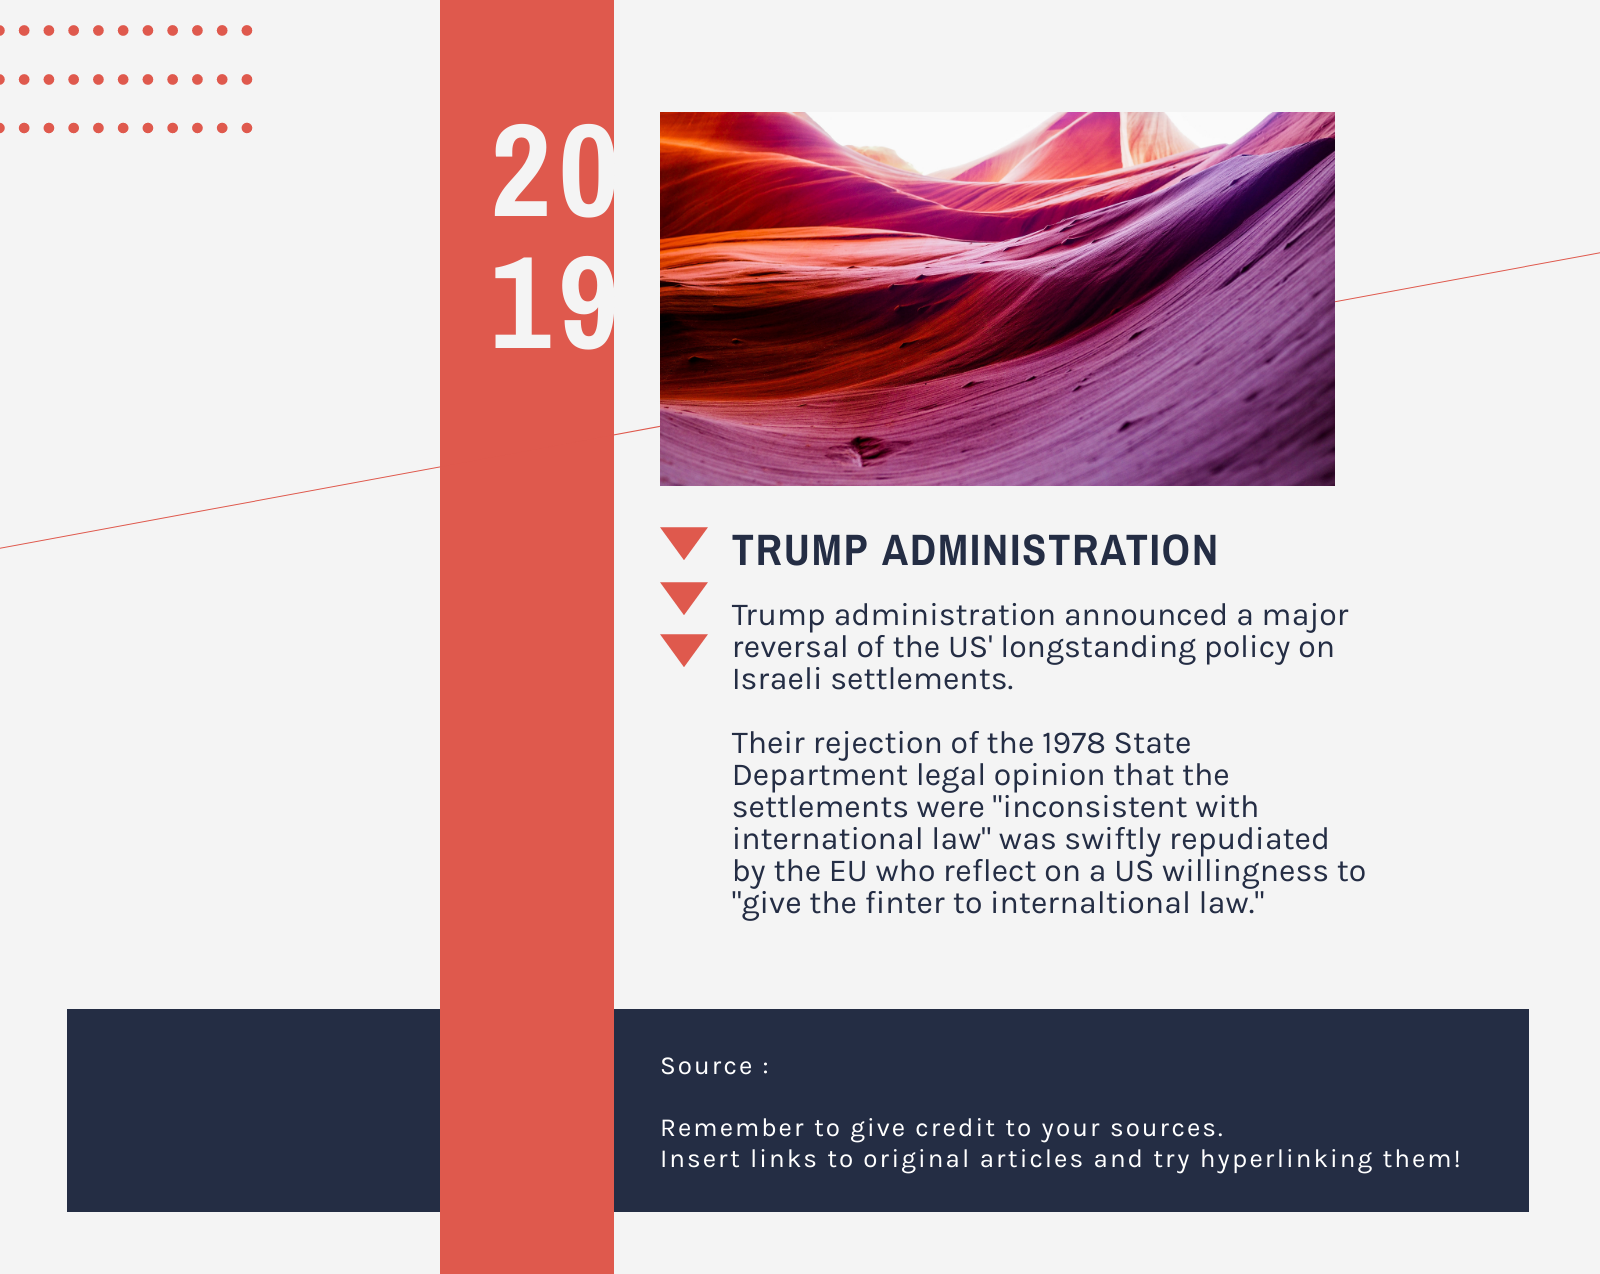 20
19
TRUMP ADMINISTRATION
Trump administration announced a major
reversal of the US' longstanding policy on
Israeli settlements.
Their rejection of the 1978 State
Department legal opinion that the
settlements were "inconsistent with
international law" was swiftly repudiated
by the EU who reflect on a US willingness to
"give the finter to internaltional law."
Source :
Remember to give credit to your sources.
Insert links to original articles and try hyperlinking them!